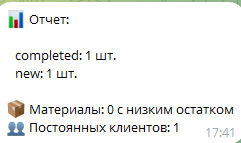 📊 Отчет:
completed: 1 шт.
new: 1 шт.
📦 Материалы: 0 с низким остатком
👥 Постоянных клиентов: 1
17:41